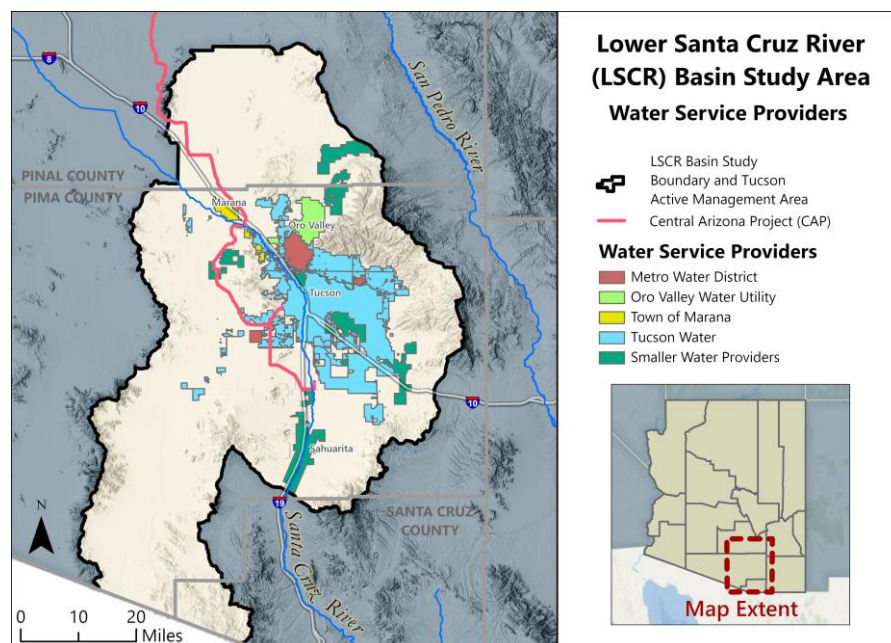 Lower Santa Cruz River
(LSCR) Basin Study Area
Water Service Providers
LSCR Basin Study
Boundary and Tucson
Active Management Area
Central Arizona Project (CAP)
Water Service Providers
Metro Water District
Oro Valley Water Utility
Town of Marana
Tucson Water
Smaller Water Providers
Map Extent
8
10
San Pedro River
PINAL COUNTY
PIMA COUNTY
Marana
Oro Valley
Tucson
10
Sahuarita
19
SANTA CRUZ
COUNTY
Santa Cruz River
N
0 10 20
Miles